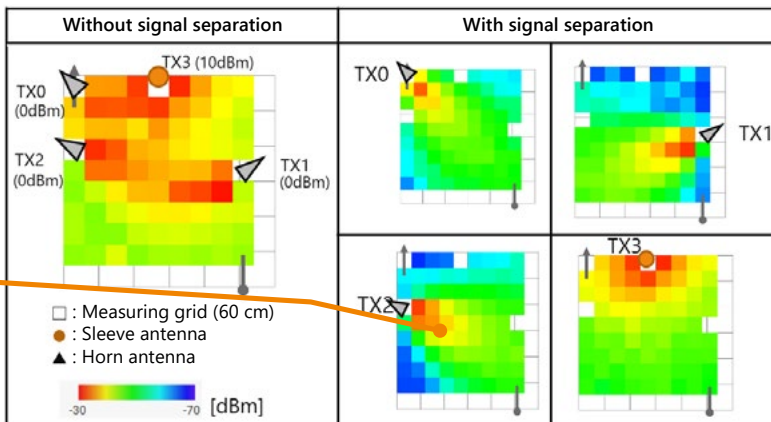 Without signal separation
With signal separation
TX3 (10dBm)
TX0
(0dBm)
TX2
(0dBm)
TX1
(0dBm)
TX0
TX1
TX2
TX3
: Measuring grid (60 cm)
: Sleeve antenna
: Horn antenna
-30
-70
[dBm]